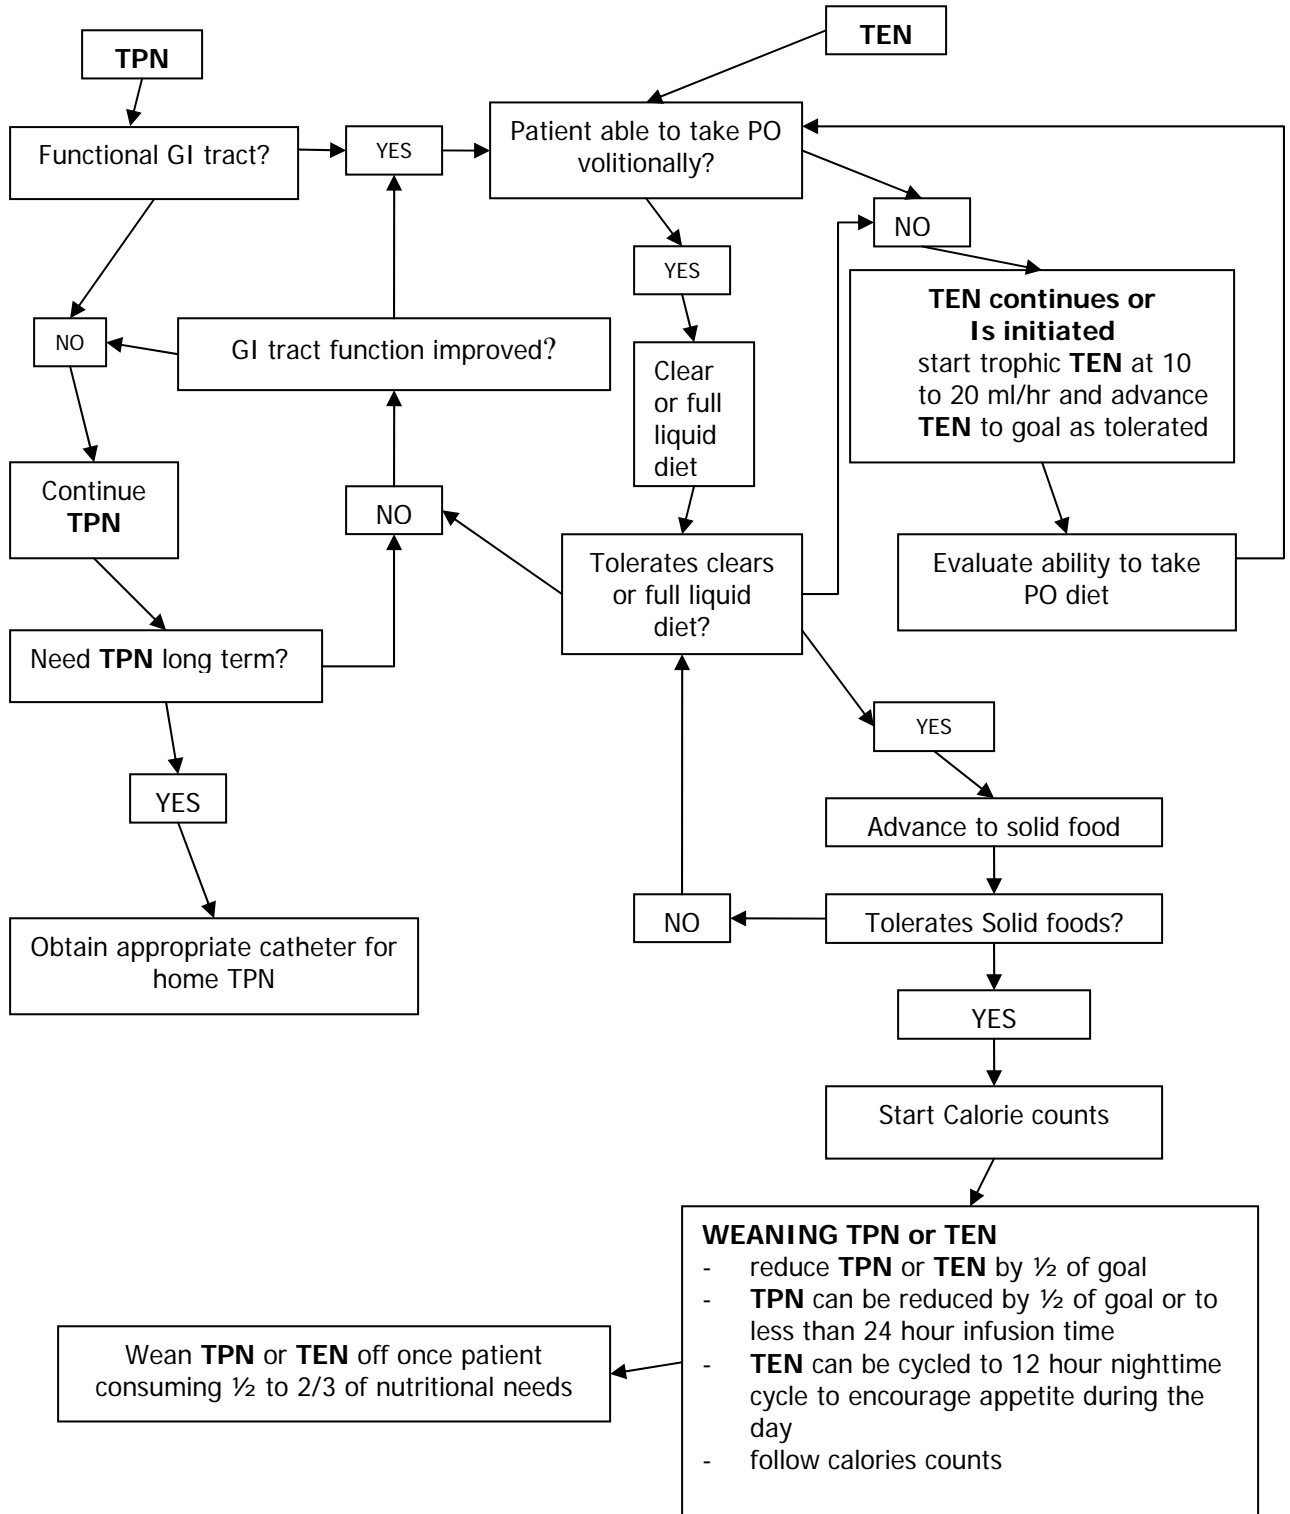 TPN
TEN
Functional GI tract?
YES
Patient able to take PO
volitionally?
NO
YES
TEN continues or
Is initiated
start trophic TEN at 10
to 20 ml/hr and advance
TEN to goal as tolerated
NO
GI tract function improved?
Clear
or full
liquid
diet
Continue
TPN
NO
Tolerates clears
or full liquid
diet?
Evaluate ability to take
PO diet
Need TPN long term?
YES
YES
Advance to solid food
NO
Tolerates Solid foods?
Obtain appropriate catheter for
home TPN
YES
Start Calorie counts
WEANING TPN or TEN
- reduce TPN or TEN by ½ of goal
- TPN can be reduced by ½ of goal or to
less than 24 hour infusion time
- TEN can be cycled to 12 hour nighttime
cycle to encourage appetite during the
day
- follow calories counts
Wean TPN or TEN off once patient
consuming ½ to 2/3 of nutritional needs